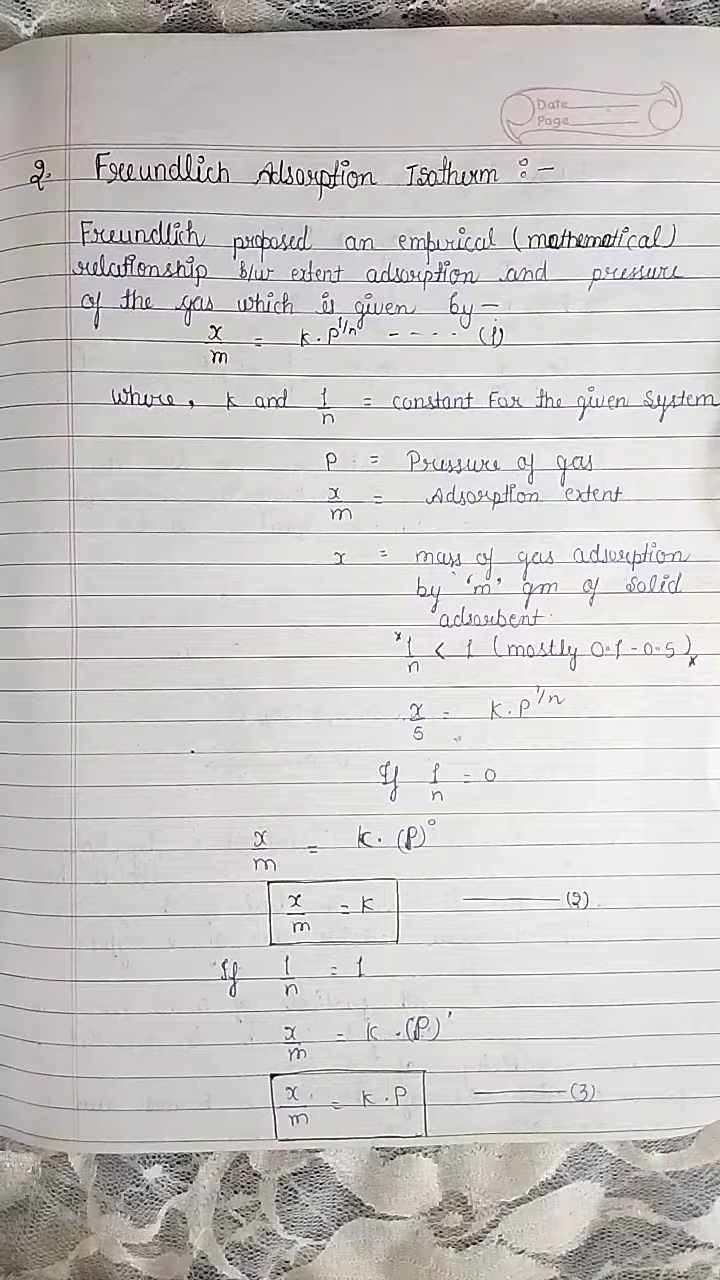 Date
Page
2. Freundlich Adsorption Isotherm :-
Freundlich proposed an empirical (mathematical)
relationship b/w extent adsorption and pressure
of the gas which is given by -
x/m = k.p^1/n ---- (1)
where, k and 1/n = constant For the given System
P = Pressure of gas
x/m = Adsorption extent
x = mass of gas adsorption
by 'm' gm of solid
adsorbent.
*1/n < 1 (mostly 0.1-0.5)*
x/5 = k.p^1/n
If 1/n = 0
x/m = k.(P)^0
x/m = k —— (2)
If 1/n = 1
x/m = k.(P)^1
x/m = k.P —— (3)